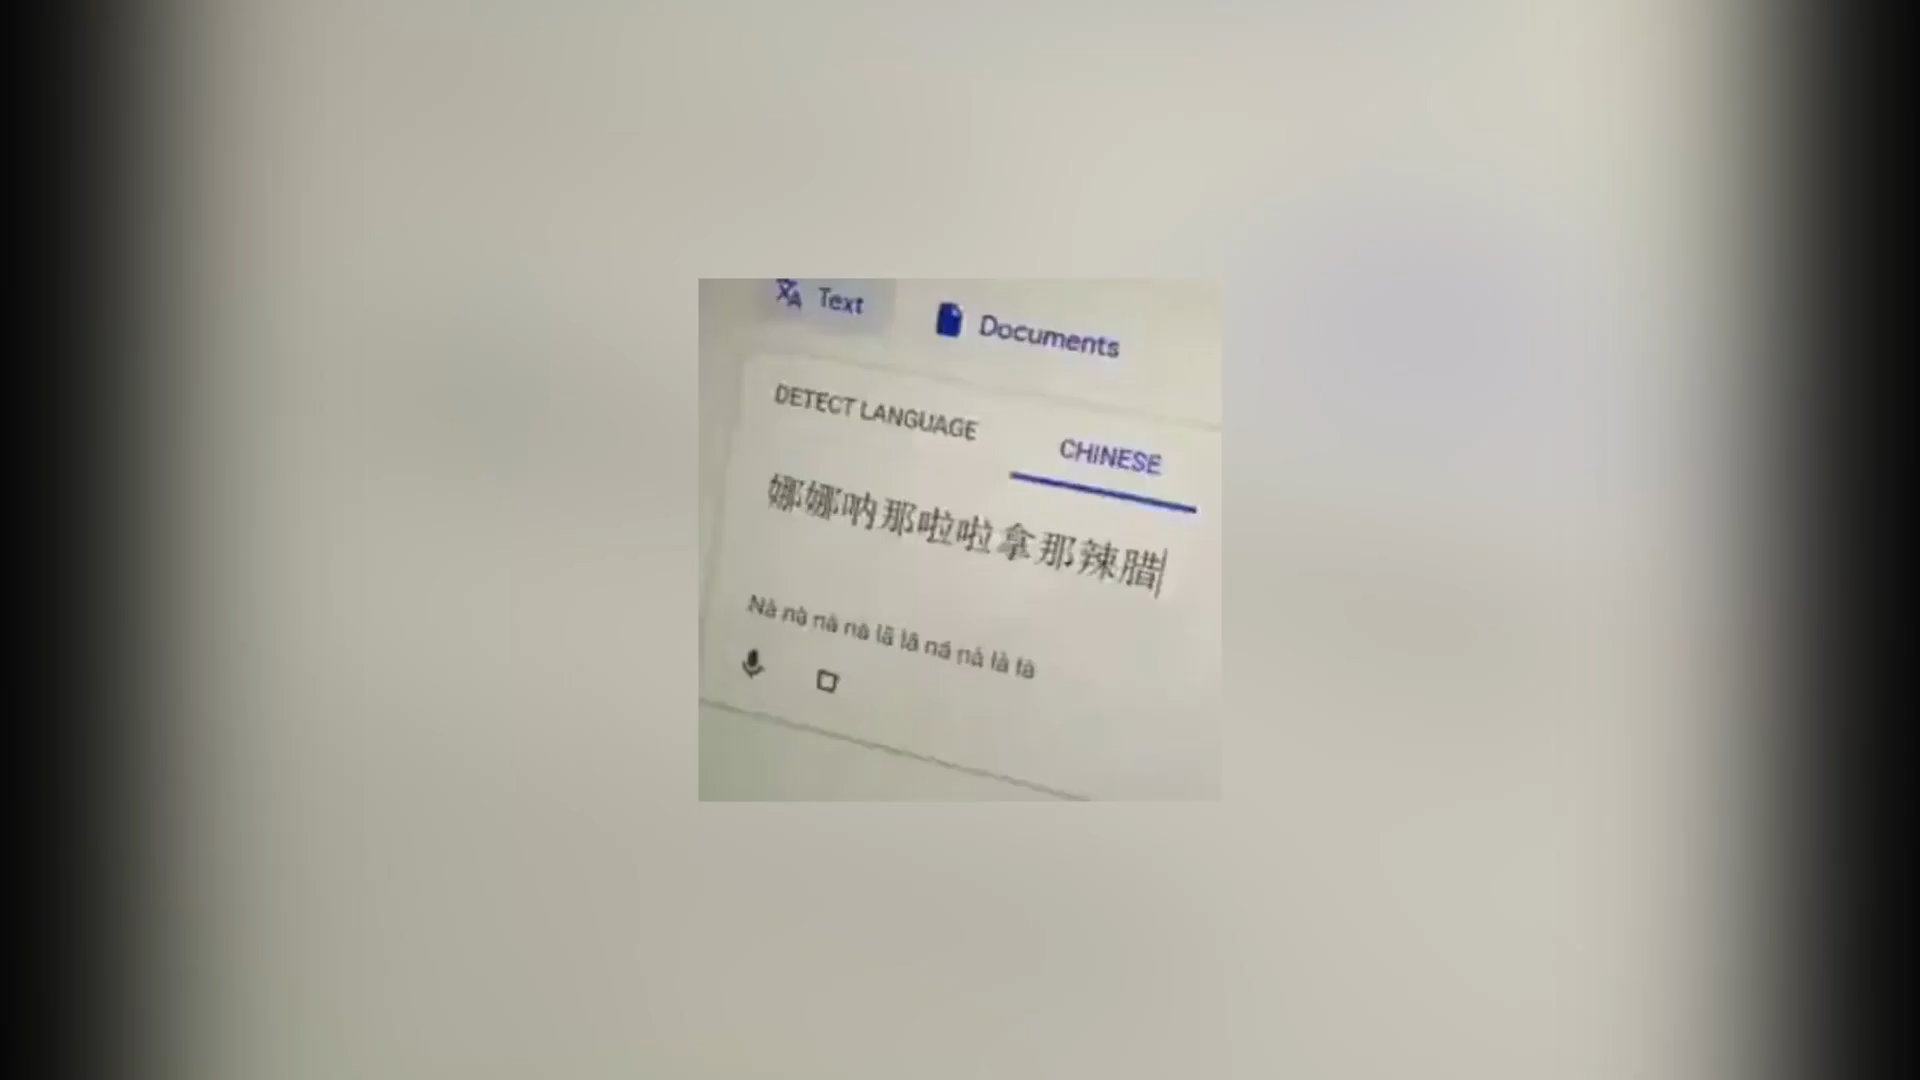 Text
Documents
DETECT LANGUAGE
CHINESE
娜娜呐那啦啦拿那辣腊
Nà nà nà nà lā lā ná nà là là